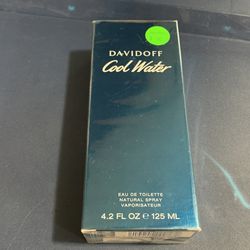 DAVIDOFF
Cool Water
EAU DE TOILETTE
NATURAL SPRAY
VAPORISATEUR
4.2 FL OZ e 125 ML